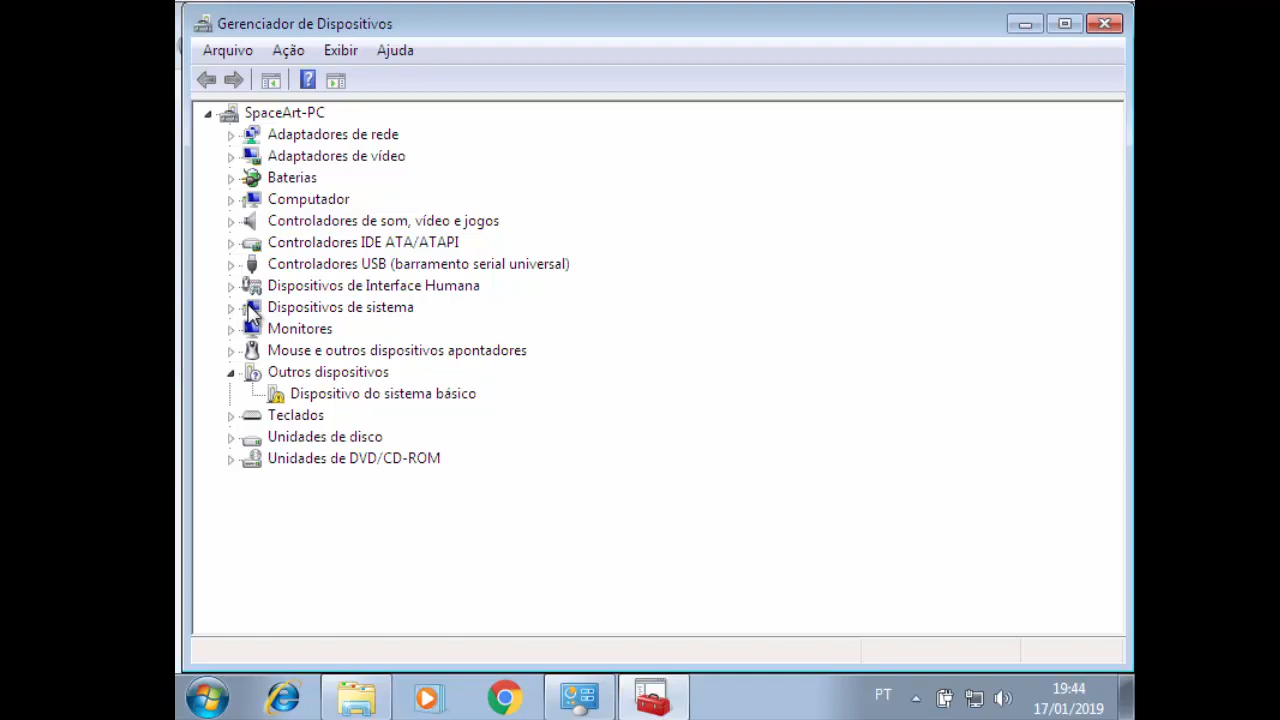 Gerenciador de Dispositivos
Arquivo Ação Exibir Ajuda
SpaceArt-PC
Adaptadores de rede
Adaptadores de vídeo
Baterias
Computador
Controladores de som, vídeo e jogos
Controladores IDE ATA/ATAPI
Controladores USB (barramento serial universal)
Dispositivos de Interface Humana
Dispositivos de sistema
Monitores
Mouse e outros dispositivos apontadores
Outros dispositivos
Dispositivo do sistema básico
Teclados
Unidades de disco
Unidades de DVD/CD-ROM
PT
19:44
17/01/2019